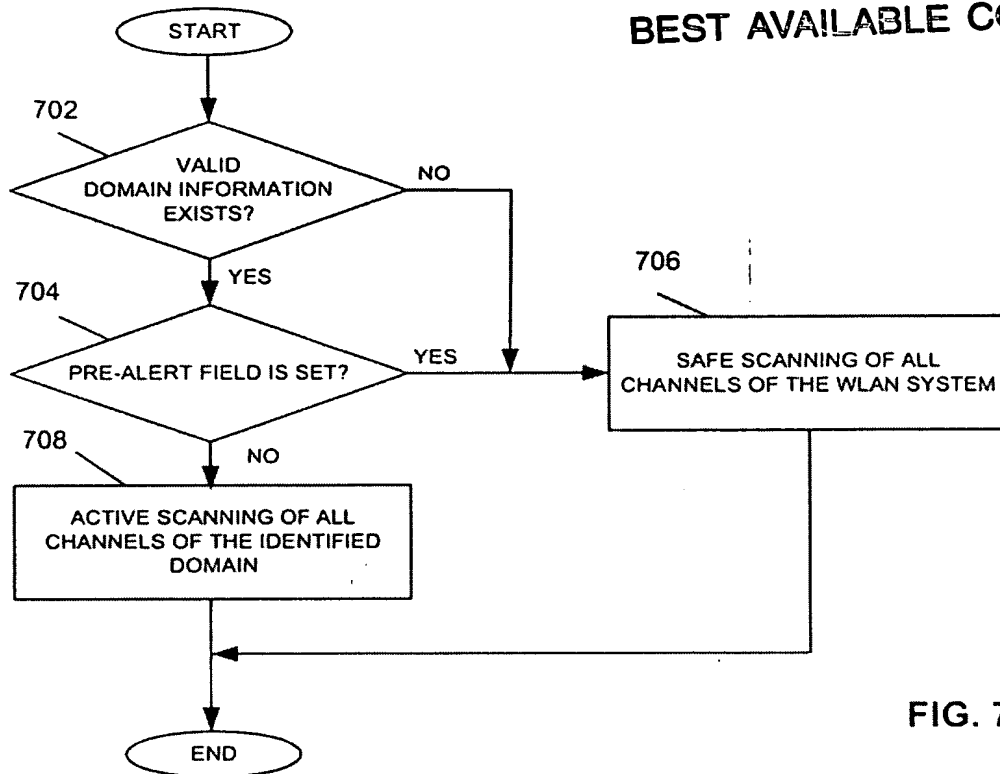 BEST AVAILABLE
START
702
VALID
DOMAIN INFORMATION
EXISTS?
NO
YES
704
PRE-ALERT FIELD IS SET?
YES
706
SAFE SCANNING OF ALL
CHANNELS OF THE WLAN SYSTEM
NO
708
ACTIVE SCANNING OF ALL
CHANNELS OF THE IDENTIFIED
DOMAIN
END
FIG. 7